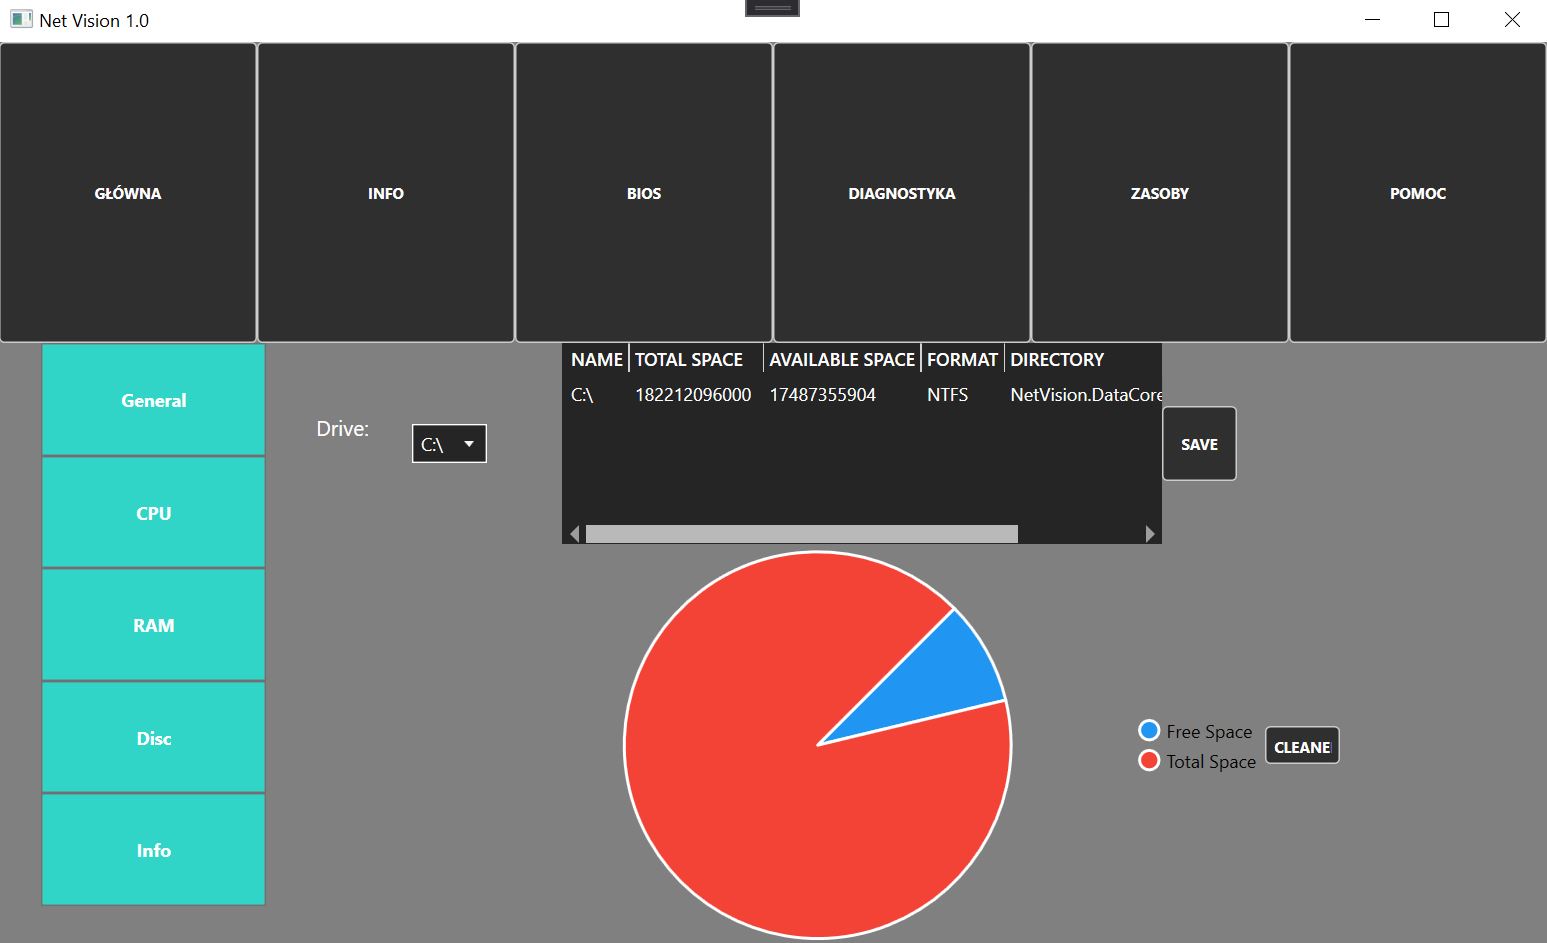 Net Vision 1.0
GŁÓWNA
INFO
BIOS
DIAGNOSTYKA
ZASOBY
POMOC
General
CPU
RAM
Disc
Info
Drive:
C:\
NAME TOTAL SPACE AVAILABLE SPACE FORMAT DIRECTORY
C:\ 182212096000 17487355904 NTFS NetVision.DataCore
SAVE
Free Space
Total Space
CLEANE